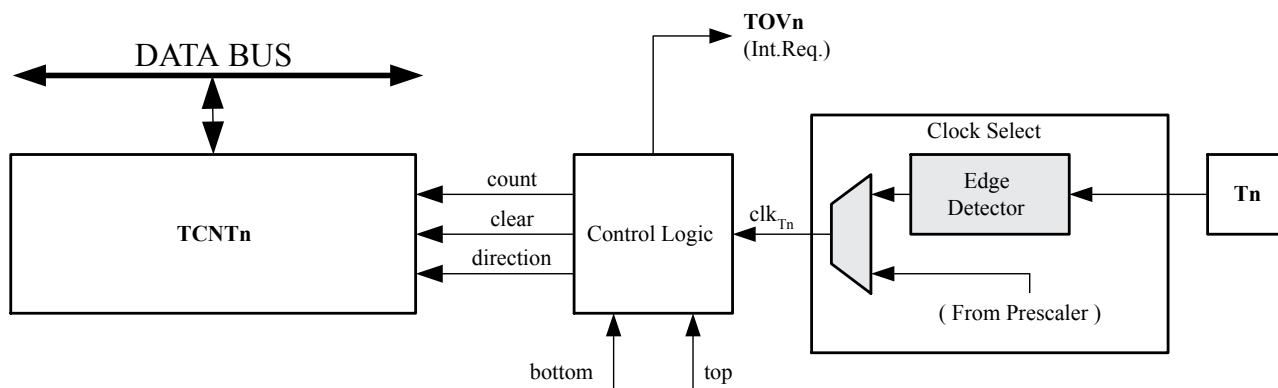 TOVn
(Int.Req.)
DATA BUS
Clock Select
count
Edge
Detector
Tn
TCNTn
clear
Control Logic
clkTn
direction
( From Prescaler )
bottom
top